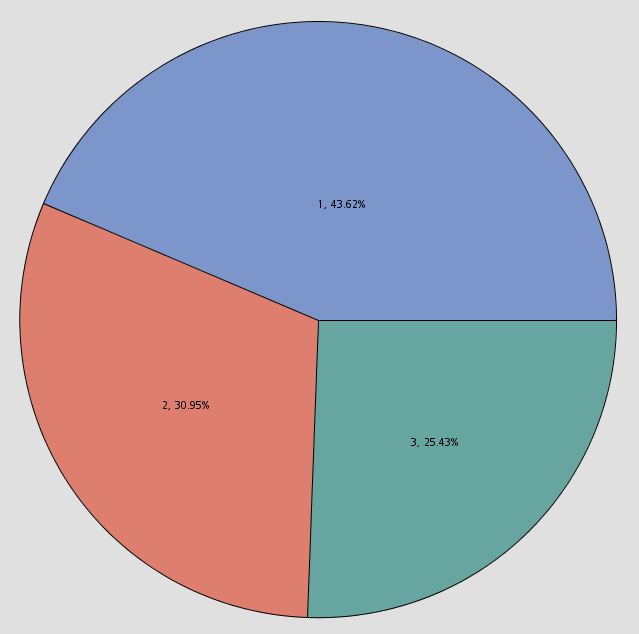 1, 43.62%
2, 30.95%
3, 25.43%